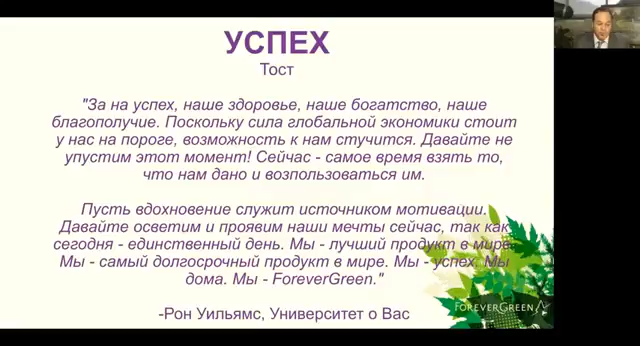 УСПЕХ
Тост
"За на успех, наше здоровье, наше богатство, наше
благополучие. Поскольку сила глобальной экономики стоит
у нас на пороге, возможность к нам стучится. Давайте не
упустим этот момент! Сейчас - самое время взять то,
что нам дано и возпользоваться им.
Пусть вдохновение служит источником мотивации.
Давайте осветим и проявим наши мечты сейчас, так как
сегодня - единственный день. Мы - лучший продукт в мире.
Мы - самый долгосрочный продукт в мире. Мы - успех. Мы
дома. Мы - ForeverGreen."
-Рон Уильямс, Университет о Вас
FOREVERGREEN